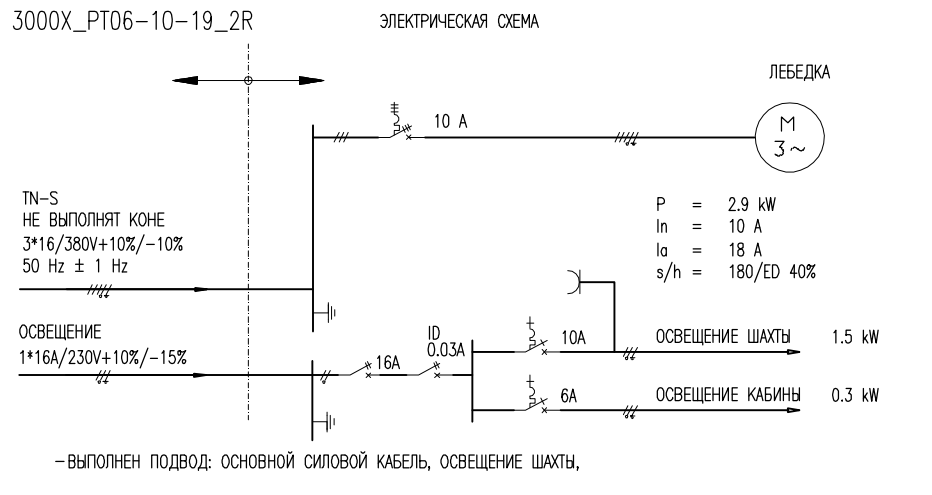 3000X_PT06-10-19_2R
ЭЛЕКТРИЧЕСКАЯ СХЕМА
ЛЕБЕДКА
10 A
M
3~
TN-S
НЕ ВЫПОЛНЯТ КОНЕ
3*16/380V+10%/-10%
50 Hz ± 1 Hz
P = 2.9 kW
In = 10 A
Ia = 18 A
s/h = 180/ED 40%
ОСВЕЩЕНИЕ
1*16A/230V+10%/-15%
16A
ID
0.03A
10A
ОСВЕЩЕНИЕ ШАХТЫ 1.5 kW
6A
ОСВЕЩЕНИЕ КАБИНЫ 0.3 kW
-ВЫПОЛНЕН ПОДВОД: ОСНОВНОЙ СИЛОВОЙ КАБЕЛЬ, ОСВЕЩЕНИЕ ШАХТЫ,